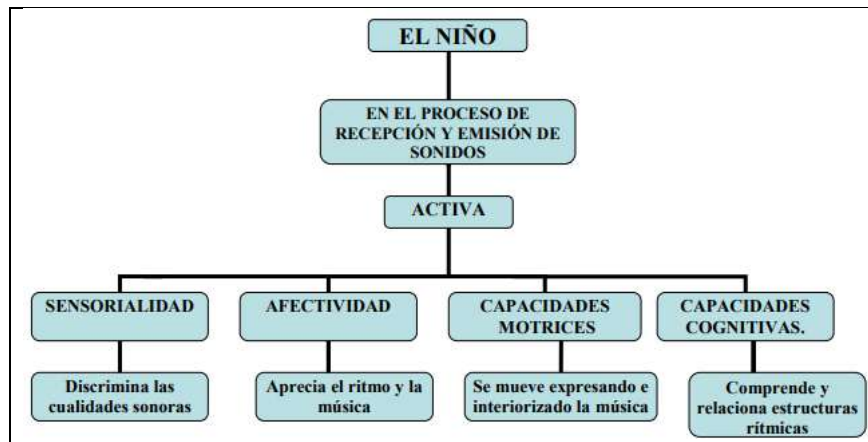 EL NIÑO
EN EL PROCESO DE
RECEPCIÓN Y EMISIÓN DE
SONIDOS
ACTIVA
SENSORIALIDAD
AFECTIVIDAD
CAPACIDADES
MOTRICES
CAPACIDADES
COGNITIVAS.
Discrimina las
cualidades sonoras
Aprecia el ritmo y la
música
Se mueve expresando e
interiorizado la música
Comprende y
relaciona estructuras
rítmicas